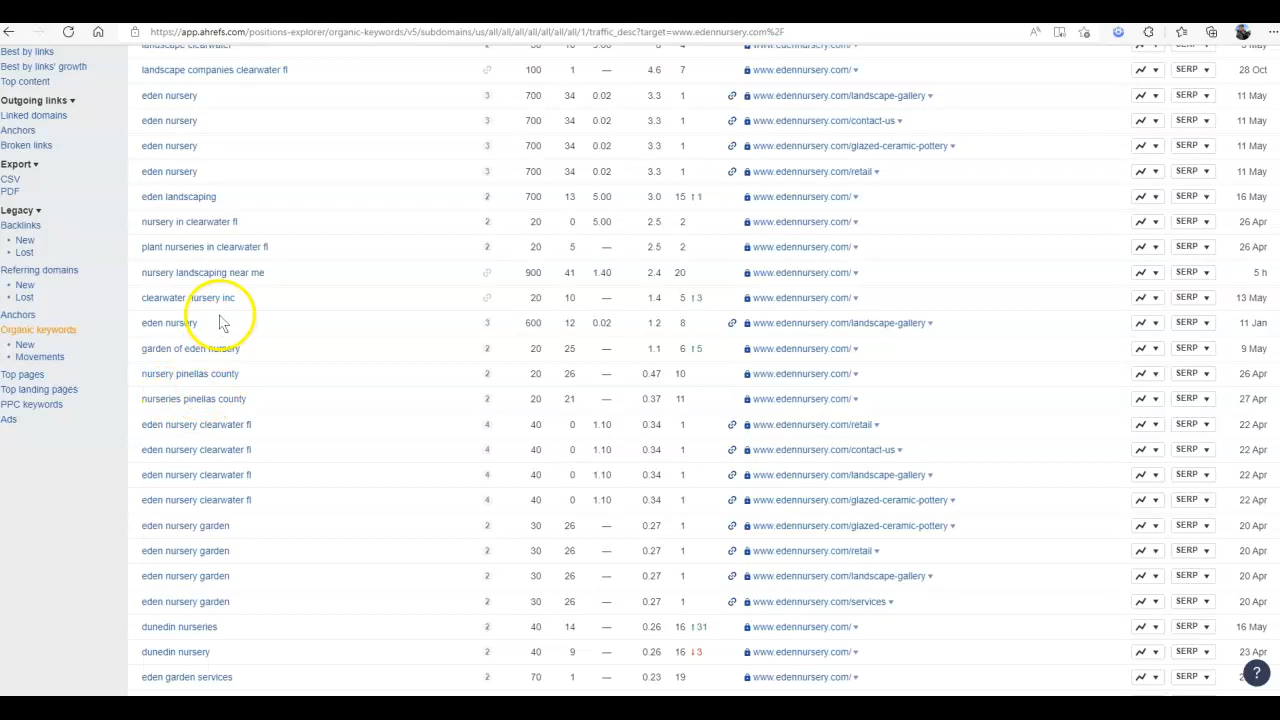 https://app.ahrefs.com/positions-explorer/organic-keywords/v5/subdomains/us/all/all/all/all/all/all/1/traffic_desc?target=www.edennursery.com%2F
Best by links
Best by links' growth
Top content
Outgoing links ▾
Linked domains
Anchors
Broken links
Export ▾
CSV
PDF
Legacy ▾
Backlinks
• New
• Lost
Referring domains
• New
• Lost
Anchors
Organic keywords
• New
• Movements
Top pages
Top landing pages
PPC keywords
Ads
landscape clearwater www.edennursery.com/
landscape companies clearwater fl 100 1 — 4.6 7 www.edennursery.com/ SERP 28 Oct
eden nursery 3 700 34 0.02 3.3 1 www.edennursery.com/landscape-gallery SERP 11 May
eden nursery 3 700 34 0.02 3.3 1 www.edennursery.com/contact-us SERP 11 May
eden nursery 3 700 34 0.02 3.3 1 www.edennursery.com/glazed-ceramic-pottery SERP 11 May
eden nursery 3 700 34 0.02 3.3 1 www.edennursery.com/retail SERP 11 May
eden landscaping 2 700 13 5.00 3.0 15 ↑1 www.edennursery.com/ SERP 16 May
nursery in clearwater fl 2 20 0 5.00 2.5 2 www.edennursery.com/ SERP 26 Apr
plant nurseries in clearwater fl 2 20 5 — 2.5 2 www.edennursery.com/ SERP 26 Apr
nursery landscaping near me 900 41 1.40 2.4 20 www.edennursery.com/ SERP 5 h
clearwater nursery inc 20 10 — 1.4 5 ↑3 www.edennursery.com/ SERP 13 May
eden nursery 3 600 12 0.02 1.2 8 www.edennursery.com/landscape-gallery SERP 11 Jan
garden of eden nursery 2 20 25 — 1.1 6 ↑5 www.edennursery.com/ SERP 9 May
nursery pinellas county 2 20 26 — 0.47 10 www.edennursery.com/ SERP 26 Apr
nurseries pinellas county 2 20 21 — 0.37 11 www.edennursery.com/ SERP 27 Apr
eden nursery clearwater fl 4 40 0 1.10 0.34 1 www.edennursery.com/retail SERP 22 Apr
eden nursery clearwater fl 4 40 0 1.10 0.34 1 www.edennursery.com/contact-us SERP 22 Apr
eden nursery clearwater fl 4 40 0 1.10 0.34 1 www.edennursery.com/landscape-gallery SERP 22 Apr
eden nursery clearwater fl 4 40 0 1.10 0.34 1 www.edennursery.com/glazed-ceramic-pottery SERP 22 Apr
eden nursery garden 2 30 26 — 0.27 1 www.edennursery.com/glazed-ceramic-pottery SERP 20 Apr
eden nursery garden 2 30 26 — 0.27 1 www.edennursery.com/retail SERP 20 Apr
eden nursery garden 2 30 26 — 0.27 1 www.edennursery.com/landscape-gallery SERP 20 Apr
eden nursery garden 2 30 26 — 0.27 1 www.edennursery.com/services SERP 20 Apr
dunedin nurseries 2 40 14 — 0.26 16 ↑31 www.edennursery.com/ SERP 16 May
dunedin nursery 2 40 9 — 0.26 16 ↓3 www.edennursery.com/ SERP 23 Apr
eden garden services 2 70 1 — 0.23 19 www.edennursery.com/ SERP
?